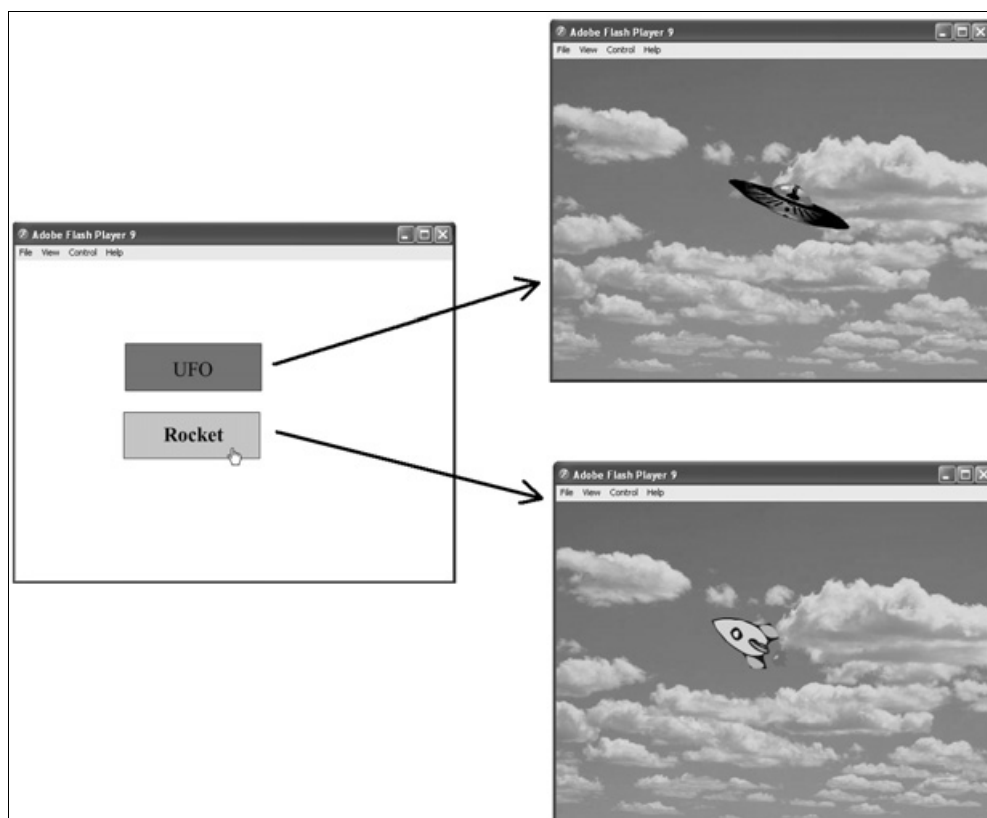 Adobe Flash Player 9
File View Control Help
UFO
Rocket
Adobe Flash Player 9
File View Control Help
Adobe Flash Player 9
File View Control Help